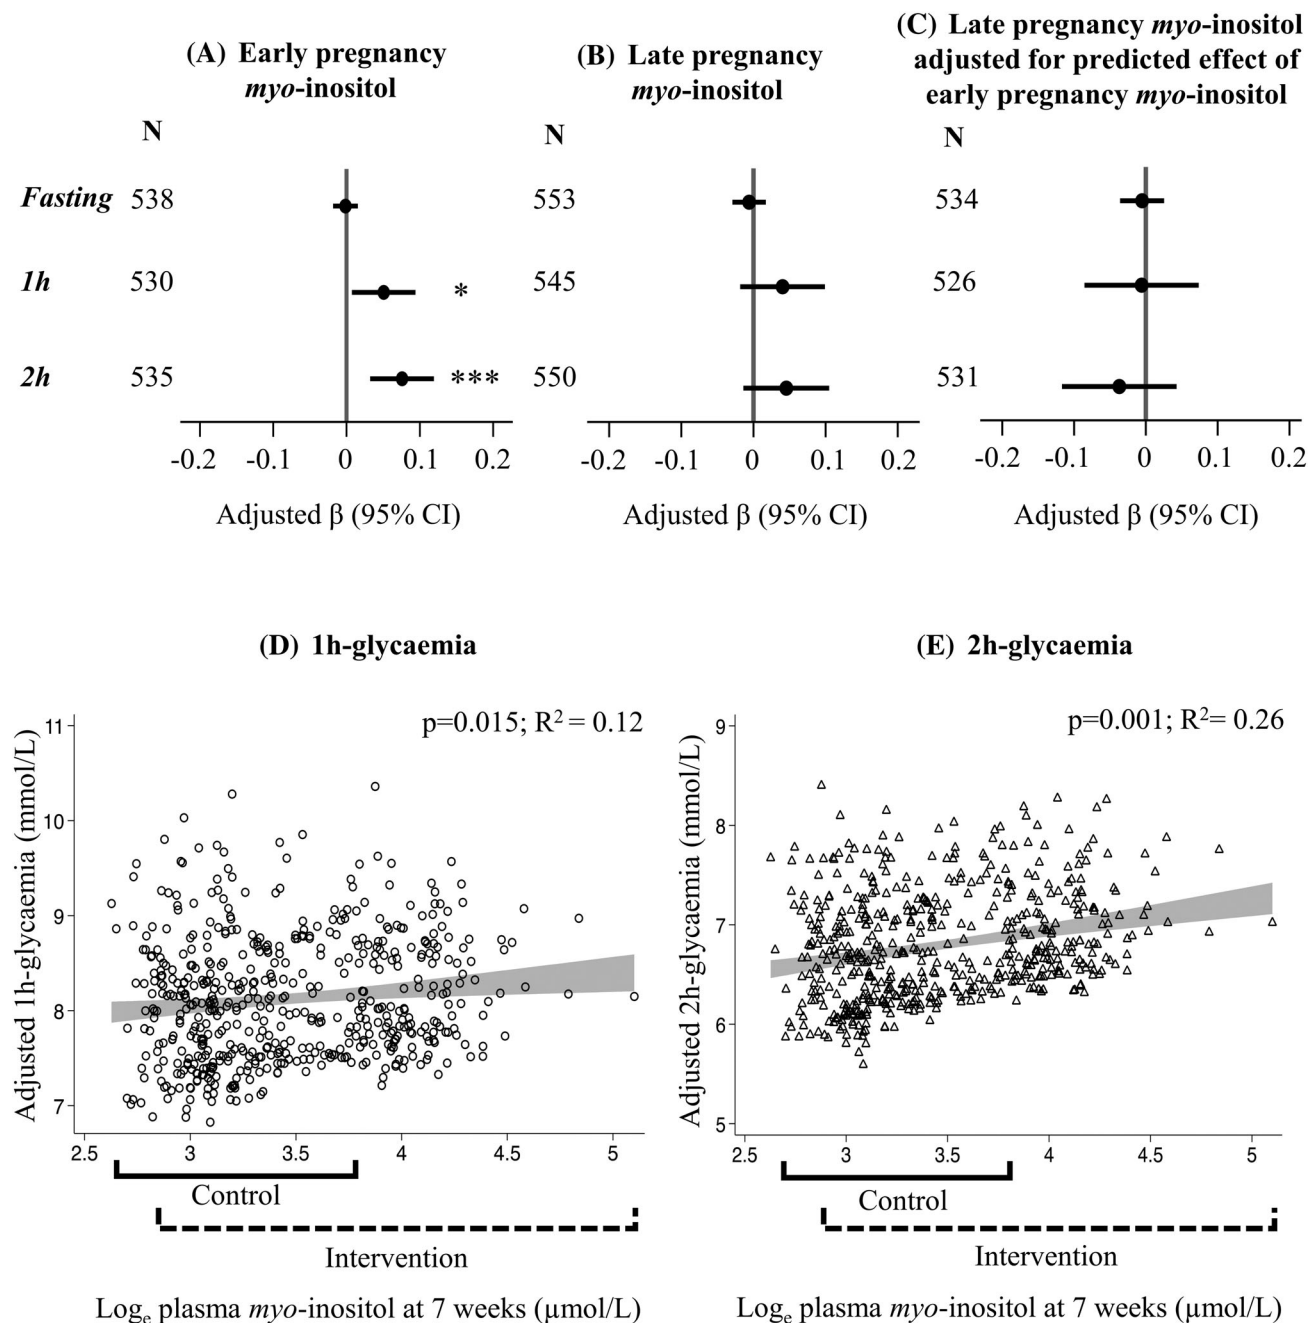 (A) Early pregnancy
myo-inositol
(B) Late pregnancy
myo-inositol
(C) Late pregnancy myo-inositol
adjusted for predicted effect of
early pregnancy myo-inositol
N
N
N
Fasting 538 553 534
1h 530 * 545 526
2h 535 *** 550 531
-0.2 -0.1 0 0.1 0.2
-0.2 -0.1 0 0.1 0.2
-0.2 -0.1 0 0.1 0.2
Adjusted β (95% CI)
Adjusted β (95% CI)
Adjusted β (95% CI)
(D) 1h-glycaemia
p=0.015; R² = 0.12
Adjusted 1h-glycaemia (mmol/L)
11
10
9
8
7
2.5 3 3.5 4 4.5 5
Control
Intervention
Logₑ plasma myo-inositol at 7 weeks (µmol/L)
(E) 2h-glycaemia
p=0.001; R²= 0.26
Adjusted 2h-glycaemia (mmol/L)
9
8
7
6
5
2.5 3 3.5 4 4.5 5
Control
Intervention
Logₑ plasma myo-inositol at 7 weeks (µmol/L)